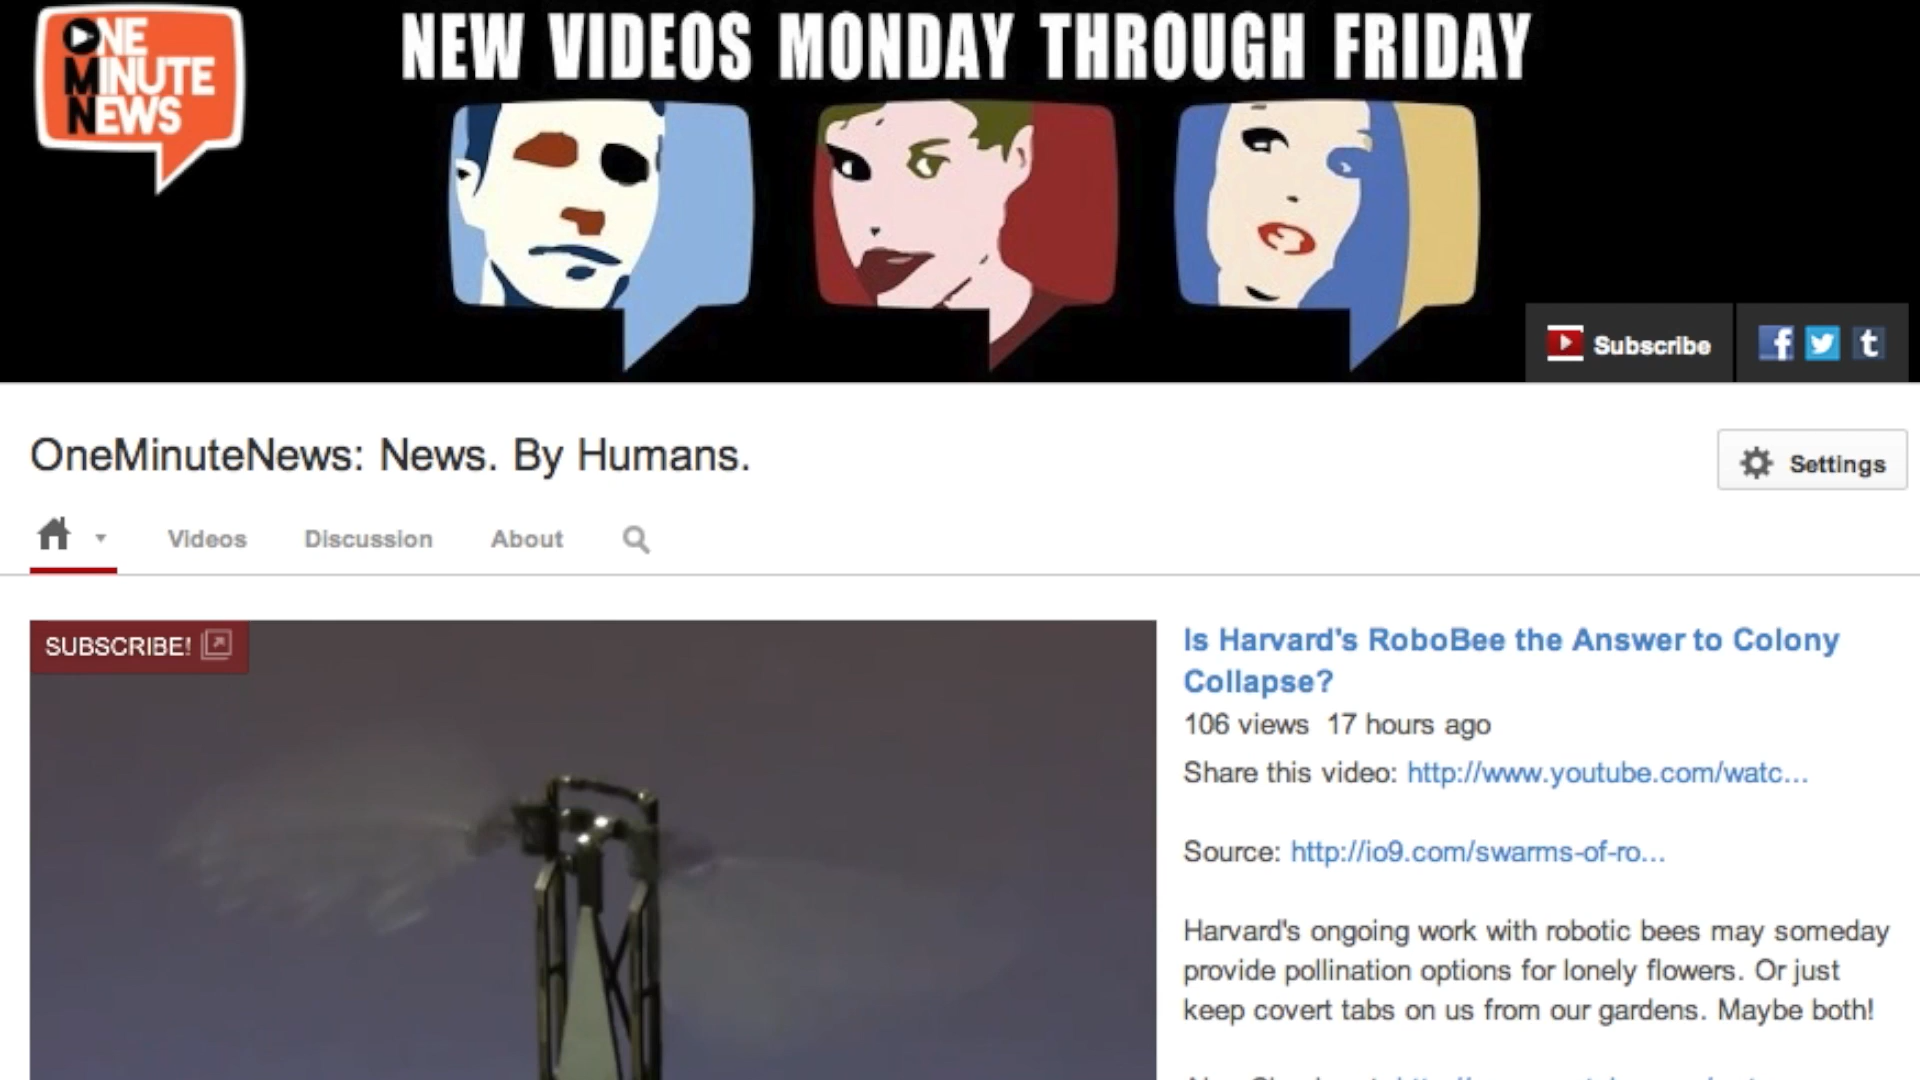 ONE
MINUTE
NEWS
NEW VIDEOS MONDAY THROUGH FRIDAY
Subscribe
f
t
OneMinuteNews: News. By Humans.
Settings
Videos
Discussion
About
SUBSCRIBE!
Is Harvard's RoboBee the Answer to Colony
Collapse?
106 views 17 hours ago
Share this video: http://www.youtube.com/watc...
Source: http://io9.com/swarms-of-ro...
Harvard's ongoing work with robotic bees may someday
provide pollination options for lonely flowers. Or just
keep covert tabs on us from our gardens. Maybe both!